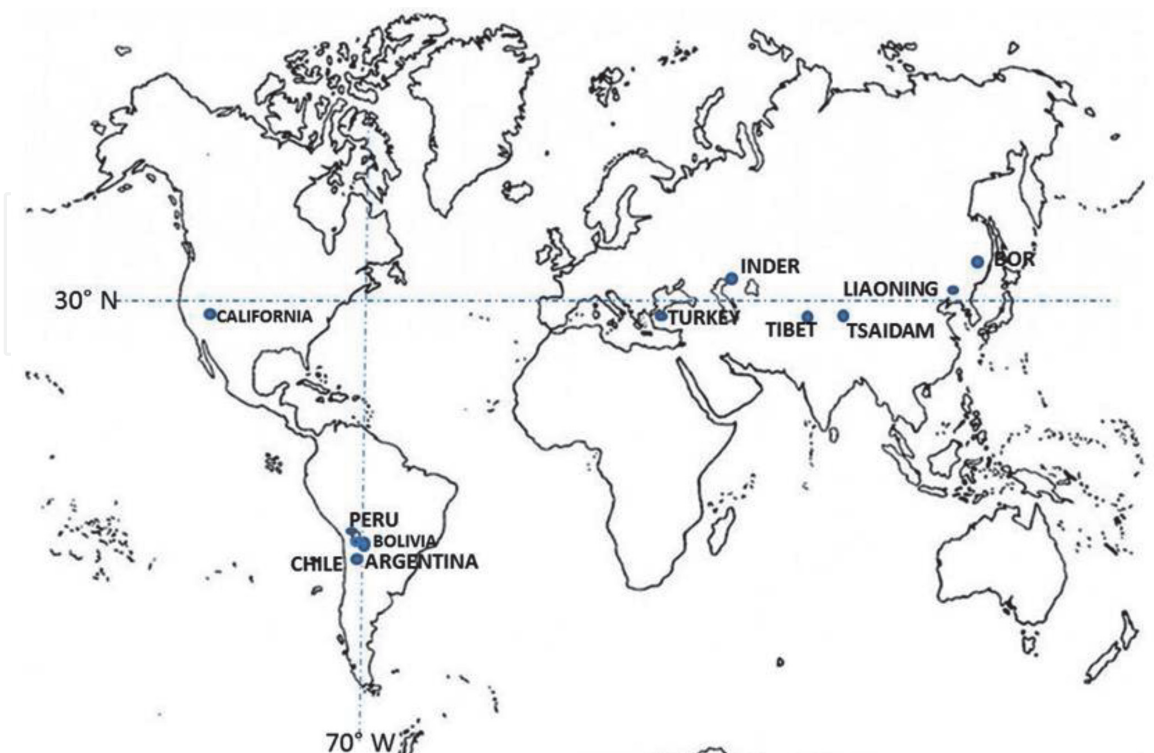 INDER
BOR
LIAONING
30° N
CALIFORNIA
TURKEY
TIBET
TSAIDAM
PERU
BOLIVIA
CHILE
ARGENTINA
70° W